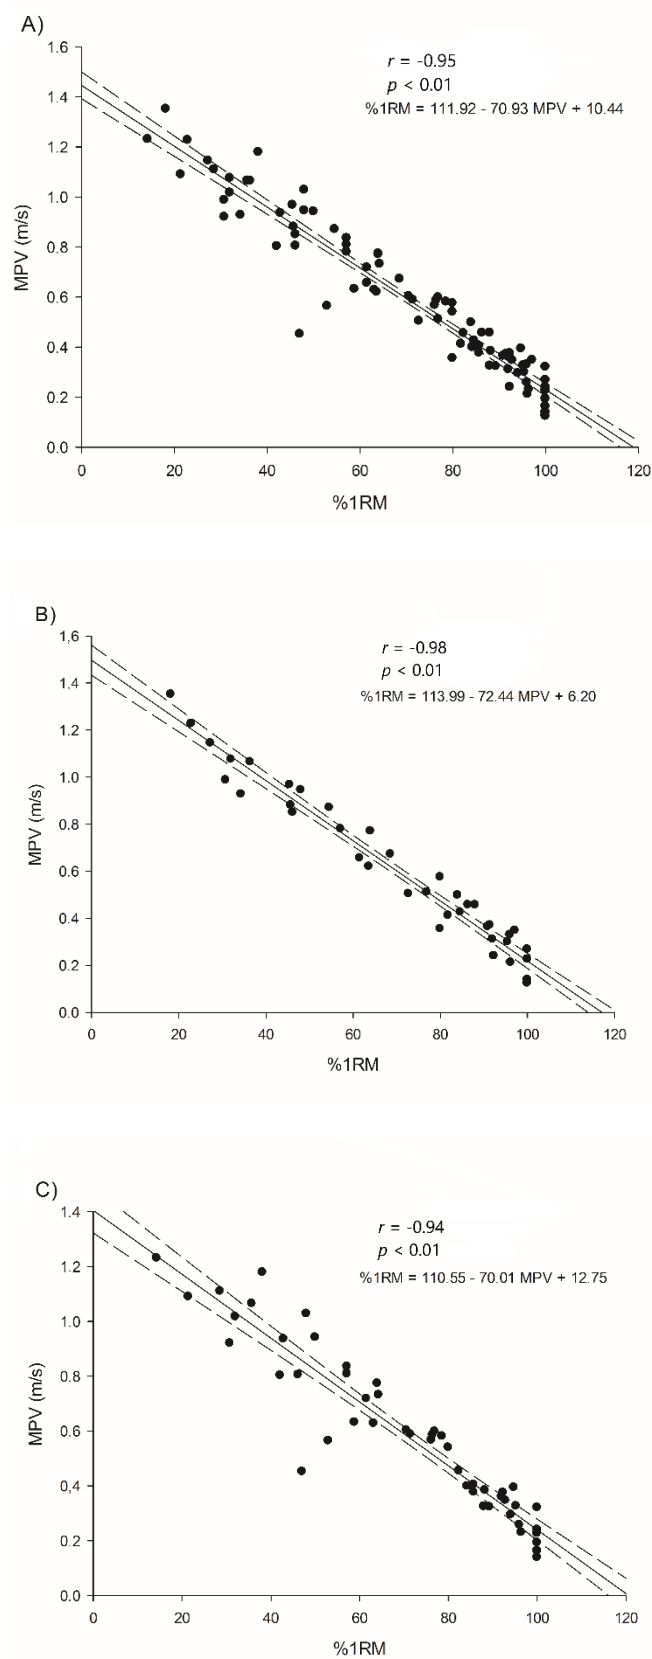 A)
r = -0.95
p < 0.01
%1RM = 111.92 - 70.93 MPV + 10.44
MPV (m/s)
1.6
1.4
1.2
1.0
0.8
0.6
0.4
0.2
0.0
0 20 40 60 80 100 120
%1RM
B)
r = -0.98
p < 0.01
%1RM = 113.99 - 72.44 MPV + 6.20
MPV (m/s)
1,6
1.4
1.2
1.0
0.8
0.6
0.4
0.2
0.0
0 20 40 60 80 100 120
%1RM
C)
r = -0.94
p < 0.01
%1RM = 110.55 - 70.01 MPV + 12.75
MPV (m/s)
1.4
1.2
1.0
0.8
0.6
0.4
0.2
0.0
0 20 40 60 80 100 120
%1RM